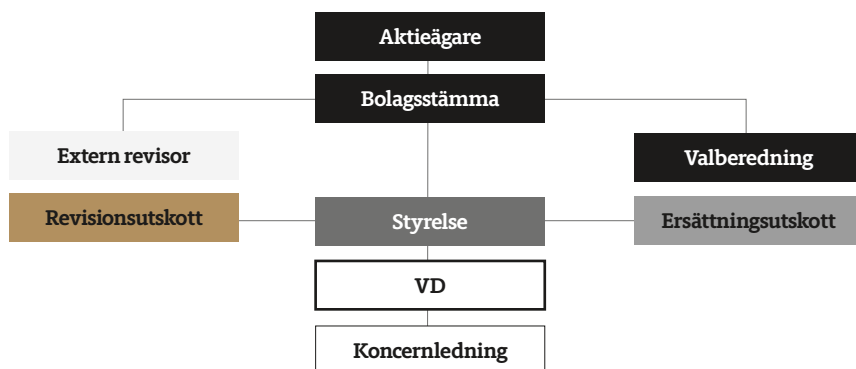 Aktieägare
Bolagsstämma
Extern revisor
Valberedning
Revisionsutskott
Styrelse
Ersättningsutskott
VD
Koncernledning